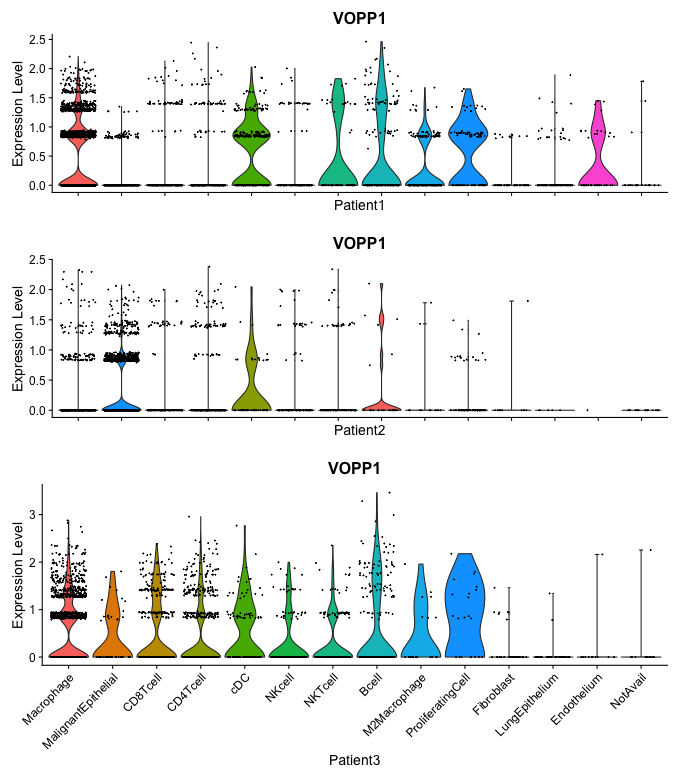 VOPP1
Expression Level
2.5
2.0
1.5
1.0
0.5
0.0
Patient1
VOPP1
Expression Level
2.5
2.0
1.5
1.0
0.5
0.0
Patient2
VOPP1
Expression Level
3
2
1
0
Macrophage
MalignantEpithelial
CD8Tcell
CD4Tcell
cDC
NKcell
NKTcell
Bcell
M2Macrophage
ProliferatingCell
Fibroblast
LungEpithelium
Endothelium
NotAvail
Patient3